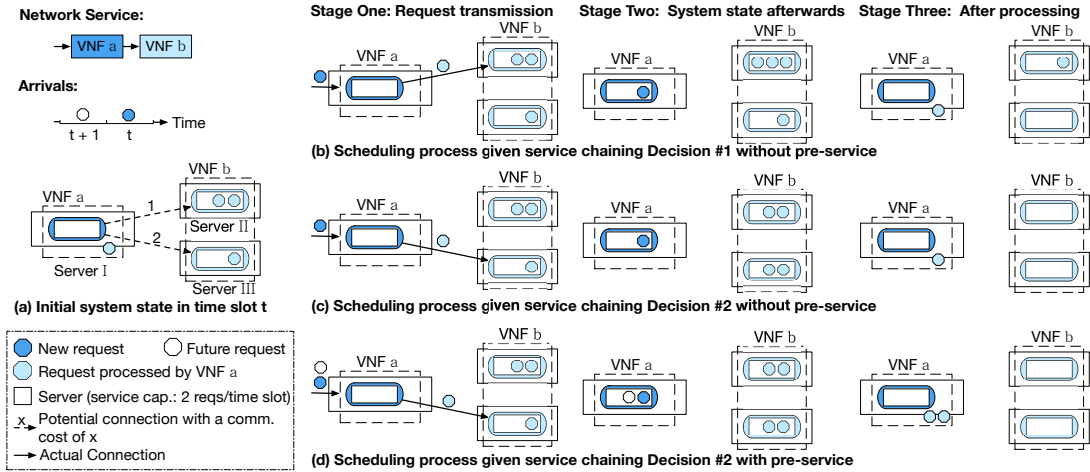 Network Service:
VNF a
VNF b
Arrivals:
t + 1
t
Time
VNF a
VNF b
1
2
Server I
Server II
Server III
(a) Initial system state in time slot t
New request
Future request
Request processed by VNF a
Server (service cap.: 2 reqs/time slot)
x
Potential connection with a comm.
cost of x
Actual Connection
Stage One: Request transmission
Stage Two: System state afterwards
Stage Three: After processing
VNF a
VNF b
VNF a
VNF b
VNF a
VNF b
(b) Scheduling process given service chaining Decision #1 without pre-service
VNF a
VNF b
VNF a
VNF b
VNF a
VNF b
(c) Scheduling process given service chaining Decision #2 without pre-service
VNF a
VNF b
VNF a
VNF b
VNF a
VNF b
(d) Scheduling process given service chaining Decision #2 with pre-service